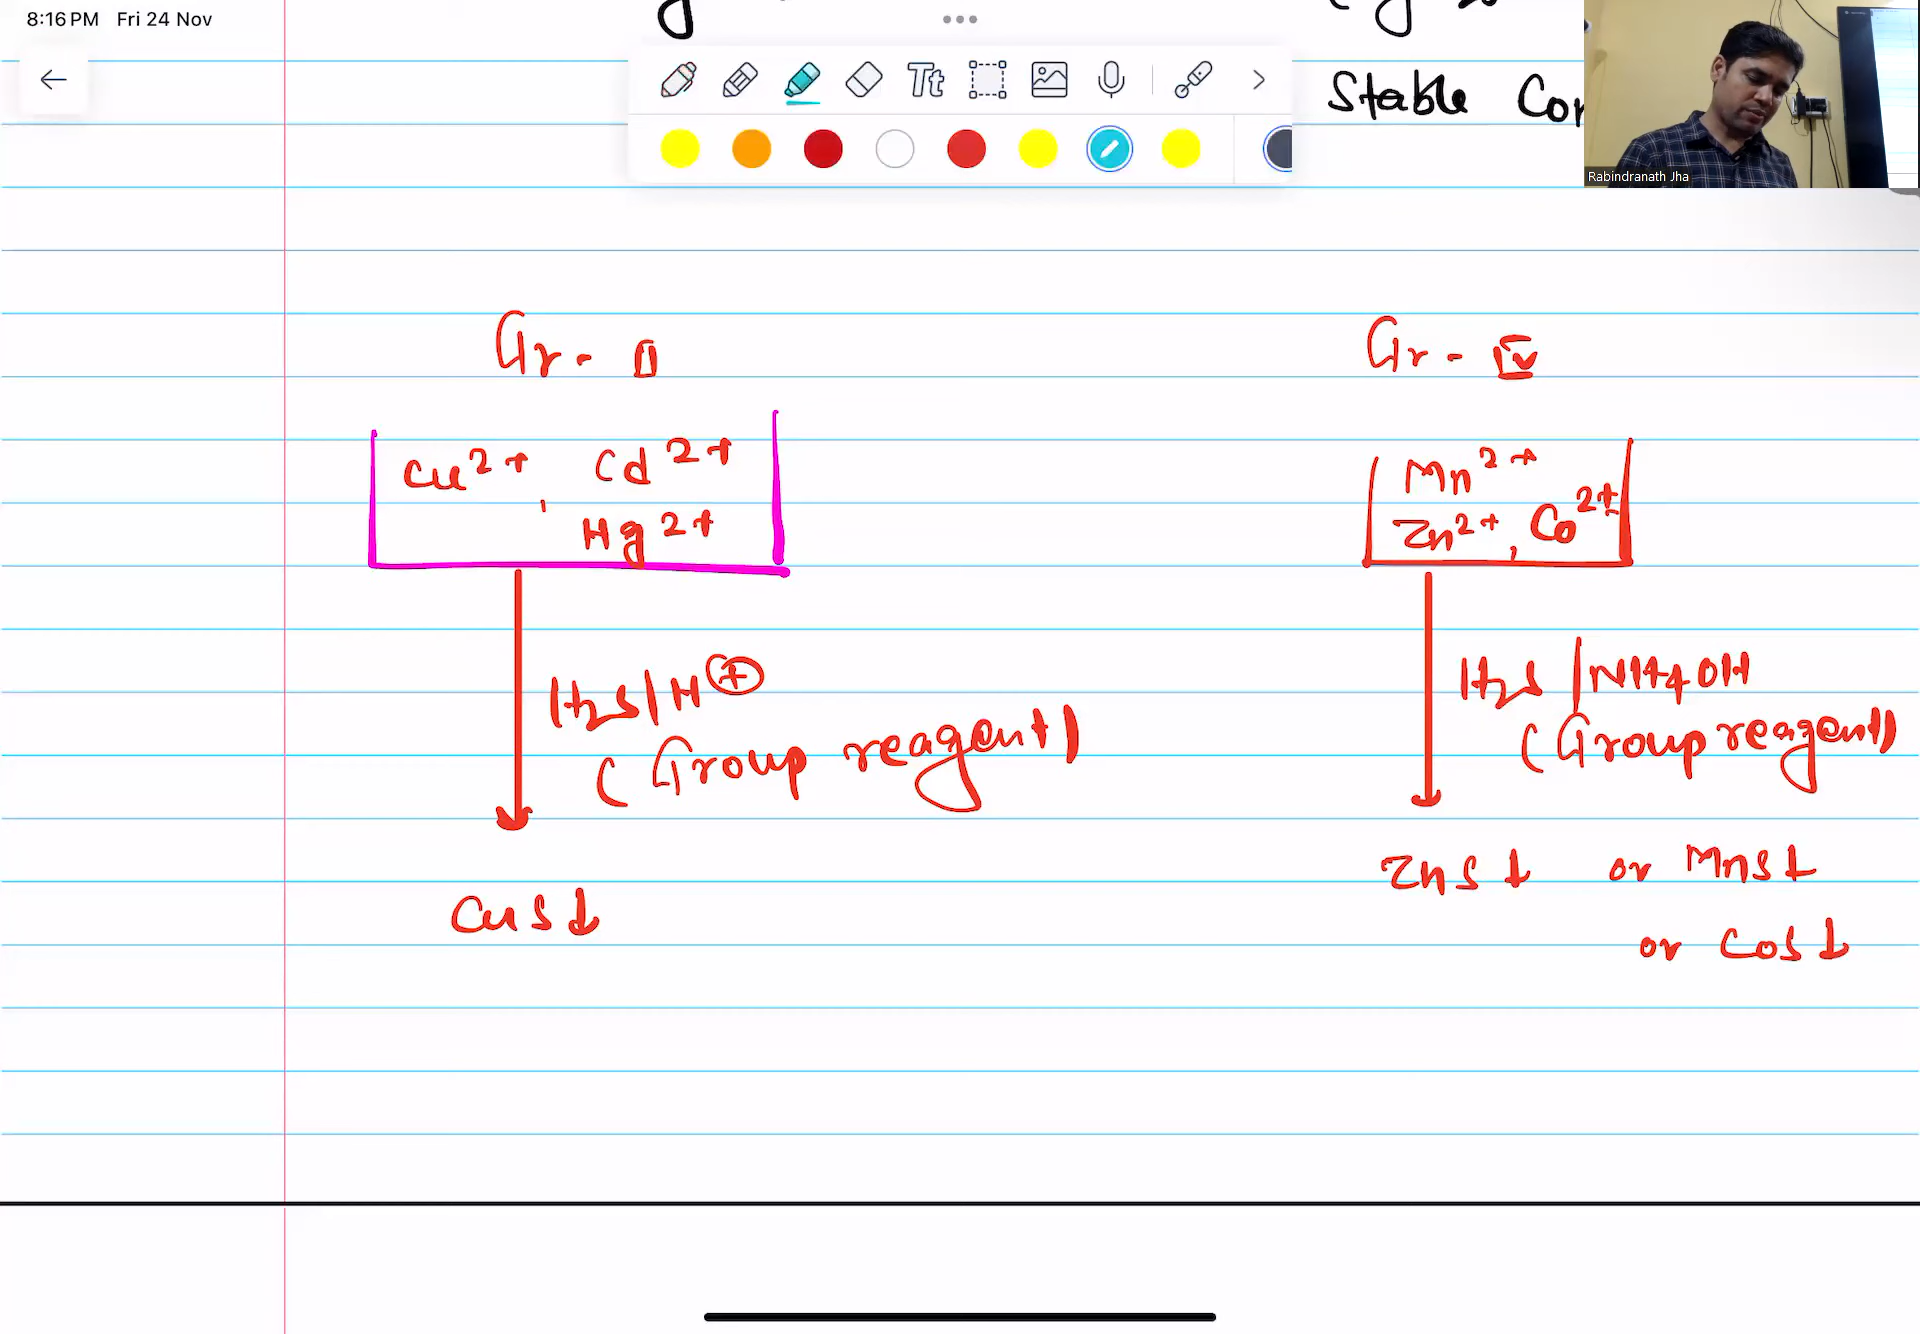 8:16 PM Fri 24 Nov
Tt
Stable
Rabindranath Jha
Gr - II
Gr - IV
Cu2+, Cd2+
Hg2+
Mn2+
Zn2+, Co2+
H2S/H+
(Group reagent)
H2S/NH4OH
(Group reagent)
CuS↓
ZnS↓ or MnS↓
or CoS↓